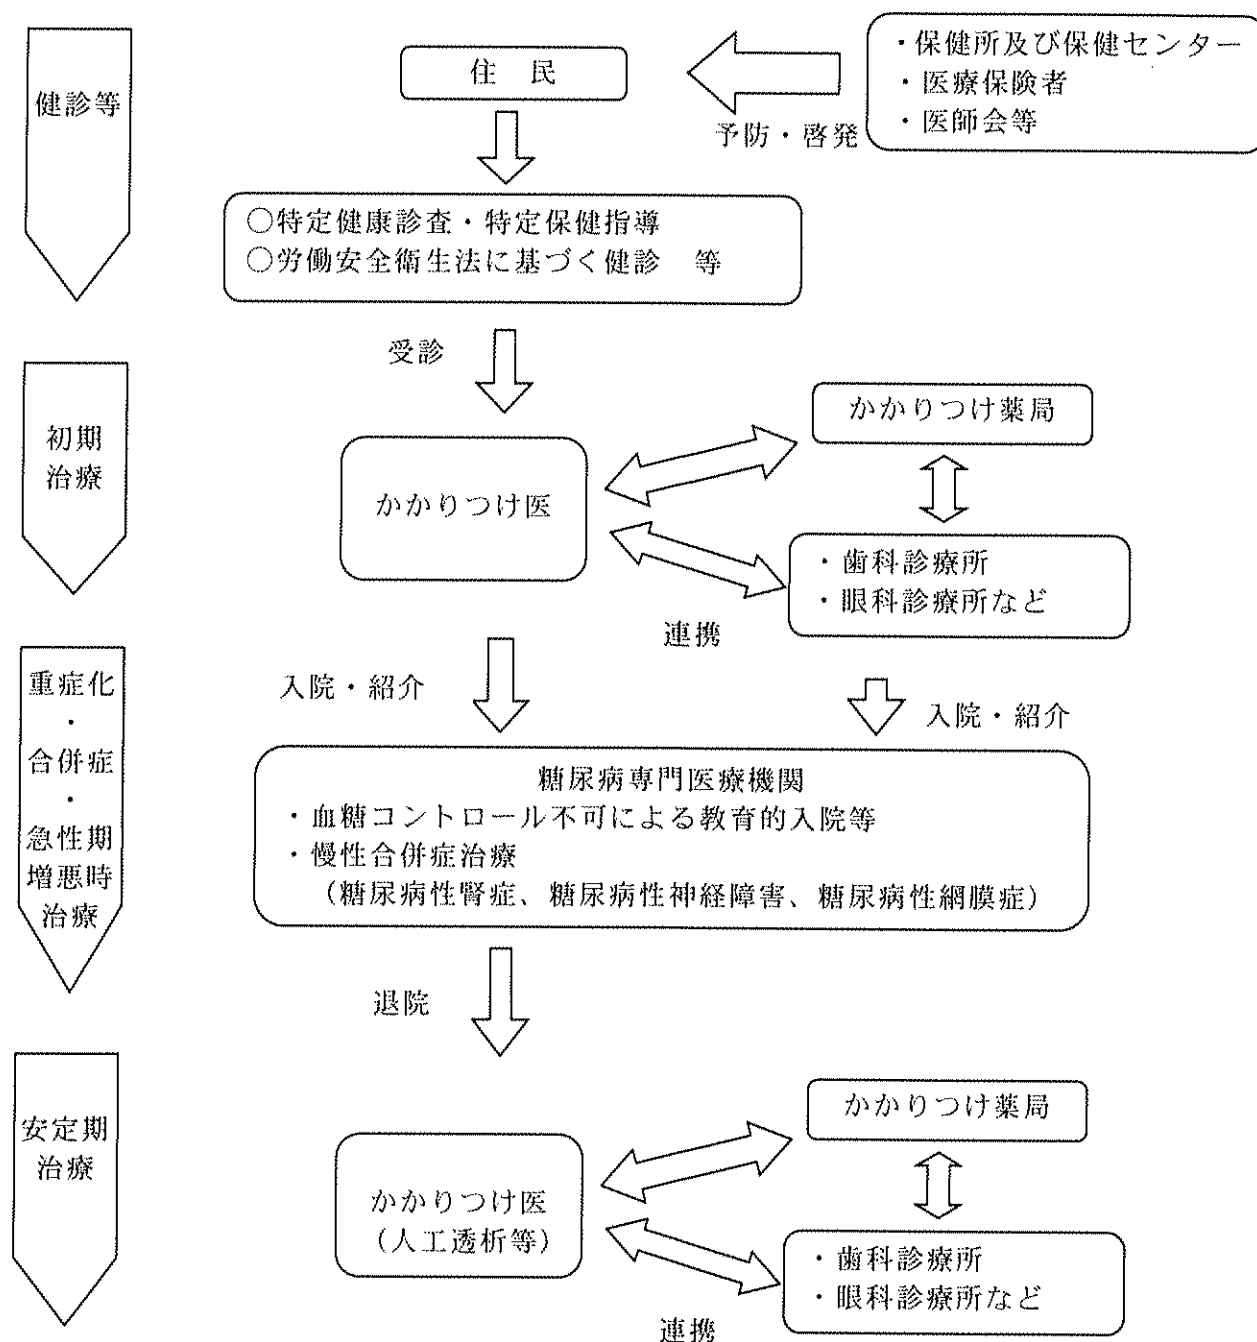 健診等
住　民
・保健所及び保健センター
・医療保険者
・医師会等
予防・啓発
○特定健康診査・特定保健指導
○労働安全衛生法に基づく健診　等
受診
初期
治療
かかりつけ医
かかりつけ薬局
・歯科診療所
・眼科診療所など
連携
重症化
・
合併症
・
急性期
増悪時
治療
入院・紹介
入院・紹介
糖尿病専門医療機関
・血糖コントロール不可による教育的入院等
・慢性合併症治療
（糖尿病性腎症、糖尿病性神経障害、糖尿病性網膜症）
退院
安定期
治療
かかりつけ医
（人工透析等）
かかりつけ薬局
・歯科診療所
・眼科診療所など
連携